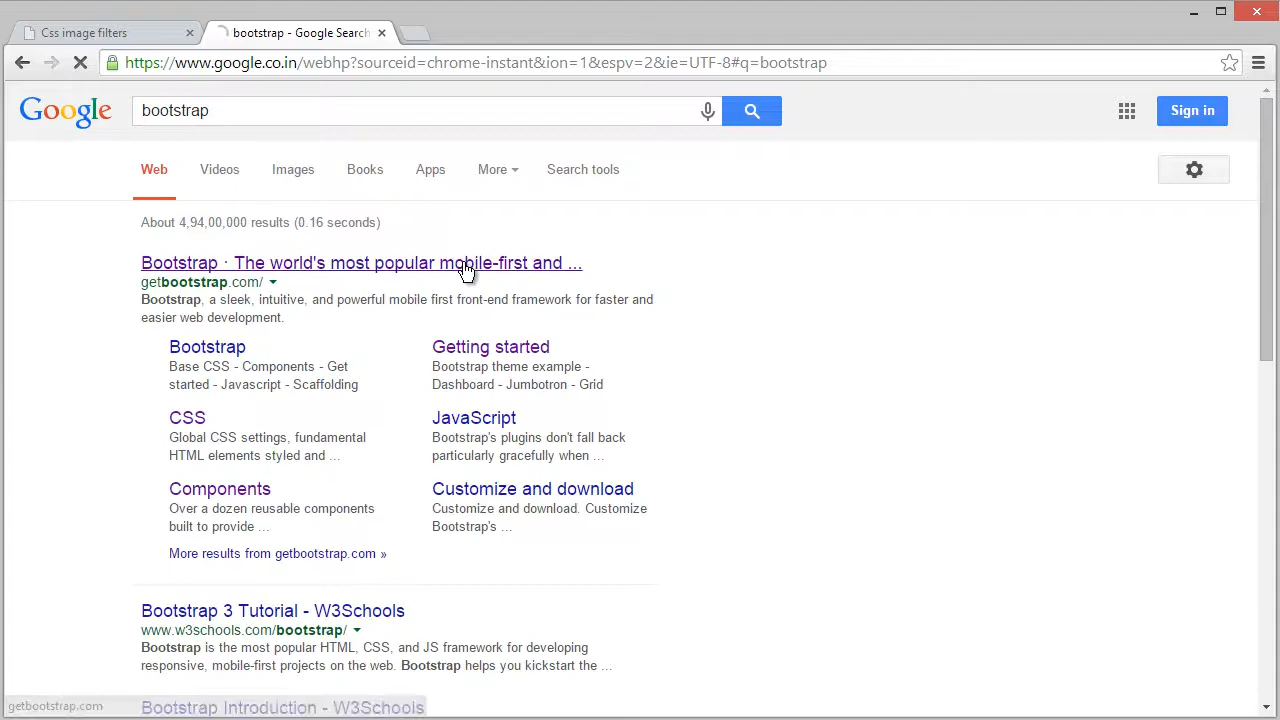 Css image filters
bootstrap - Google Search
https://www.google.co.in/webhp?sourceid=chrome-instant&ion=1&espv=2&ie=UTF-8#q=bootstrap
Google
bootstrap
Sign in
Web Videos Images Books Apps More Search tools
About 4,94,00,000 results (0.16 seconds)
Bootstrap · The world's most popular mobile-first and ...
getbootstrap.com/
Bootstrap, a sleek, intuitive, and powerful mobile first front-end framework for faster and
easier web development.
Bootstrap
Base CSS - Components - Get
started - Javascript - Scaffolding
Getting started
Bootstrap theme example -
Dashboard - Jumbotron - Grid
CSS
Global CSS settings, fundamental
HTML elements styled and ...
JavaScript
Bootstrap's plugins don't fall back
particularly gracefully when ...
Components
Over a dozen reusable components
built to provide ...
Customize and download
Customize and download. Customize
Bootstrap's ...
More results from getbootstrap.com »
Bootstrap 3 Tutorial - W3Schools
www.w3schools.com/bootstrap/
Bootstrap is the most popular HTML, CSS, and JS framework for developing
responsive, mobile-first projects on the web. Bootstrap helps you kickstart the ...
Bootstrap Introduction - W3Schools
getbootstrap.com